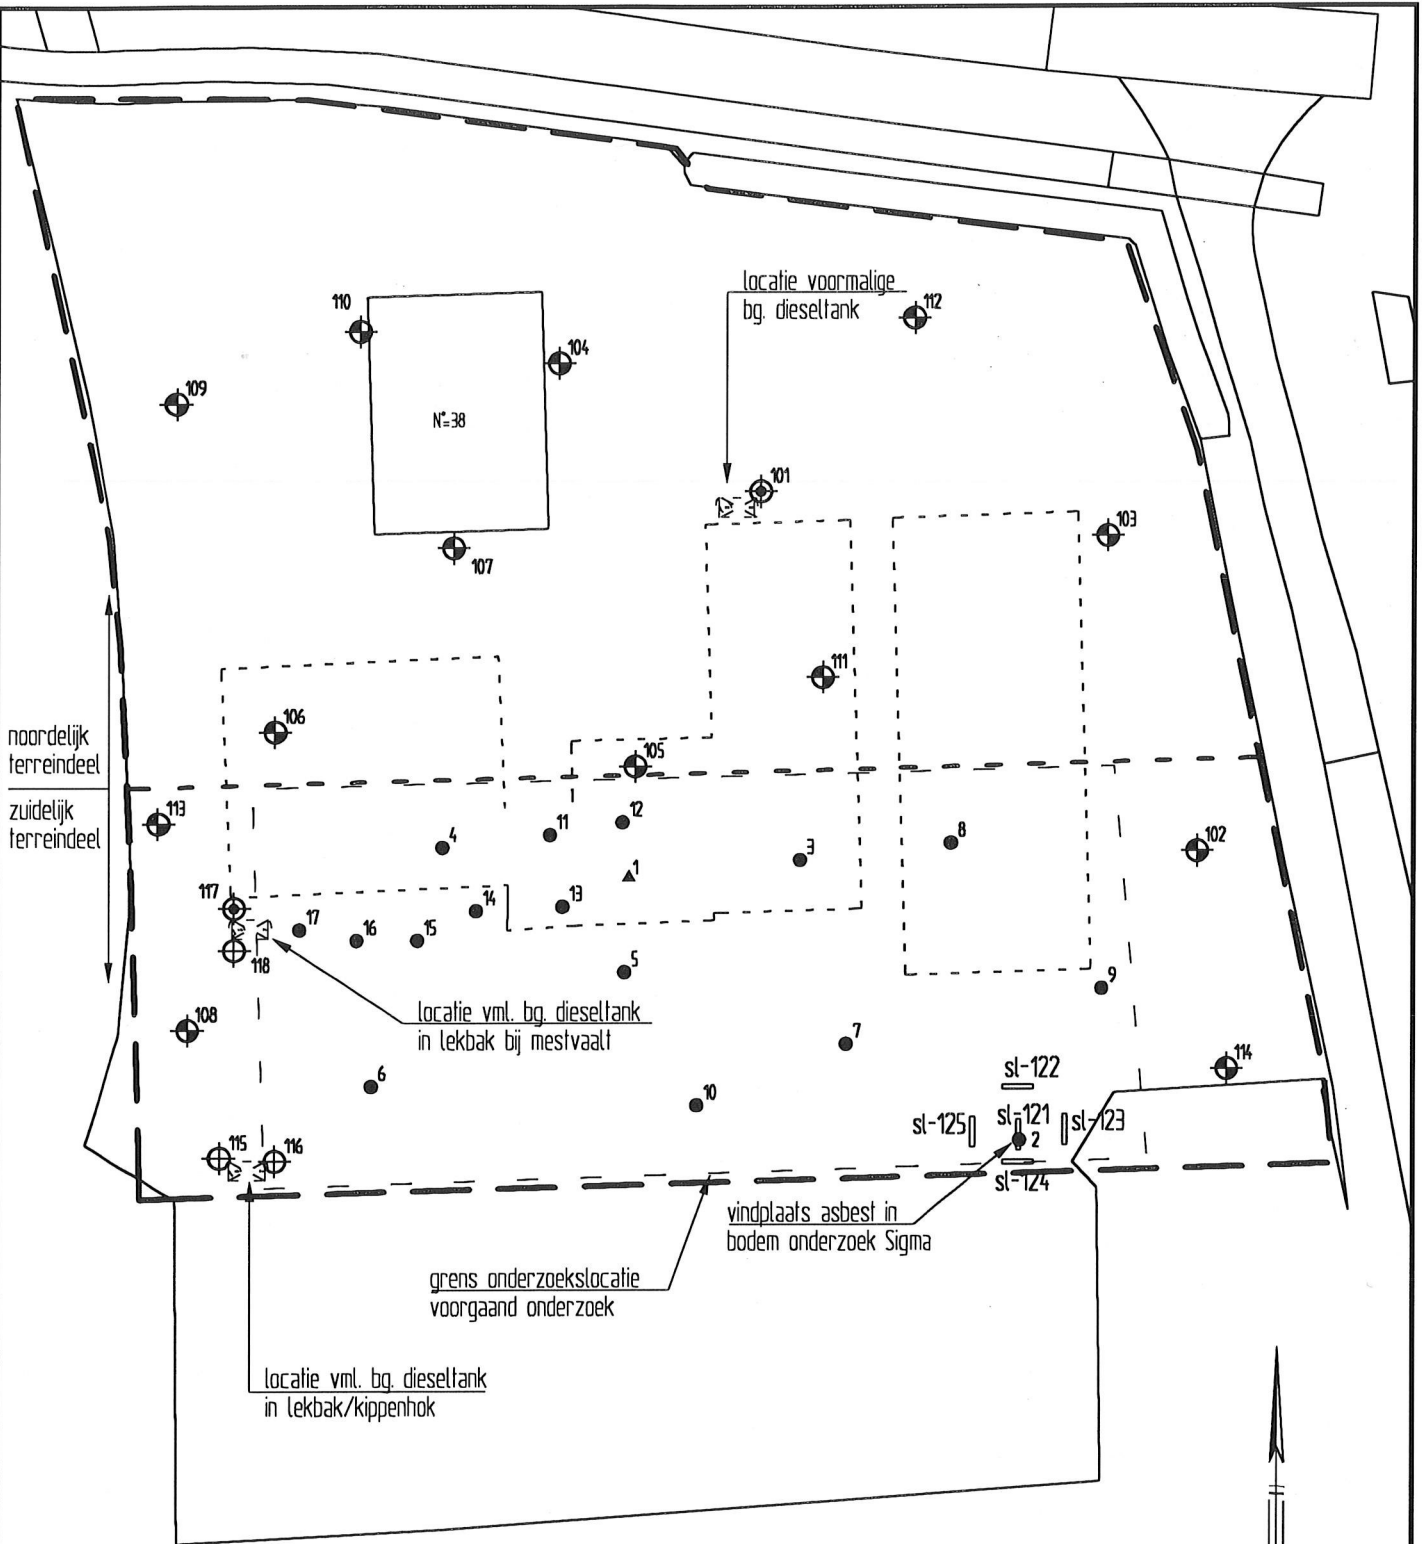 locatie voormalige
bg. dieseltank
110
112
104
109
N°=38
101
103
107
111
106
noordelijk
terreindeel
105
zuidelijk
terreindeel
113
12
11
4
3
8
102
1
117
14
13
17
16
15
118
5
9
locatie vml. bg. dieseltank
in lekbak bij mestvaalt
108
7
114
6
sl-122
10
sl-125
sl-121
sl-123
2
115
116
sl-124
vindplaats asbest in
bodem onderzoek Sigma
grens onderzoekslocatie
voorgaand onderzoek
locatie vml. bg. dieseltank
in lekbak/kippenhok